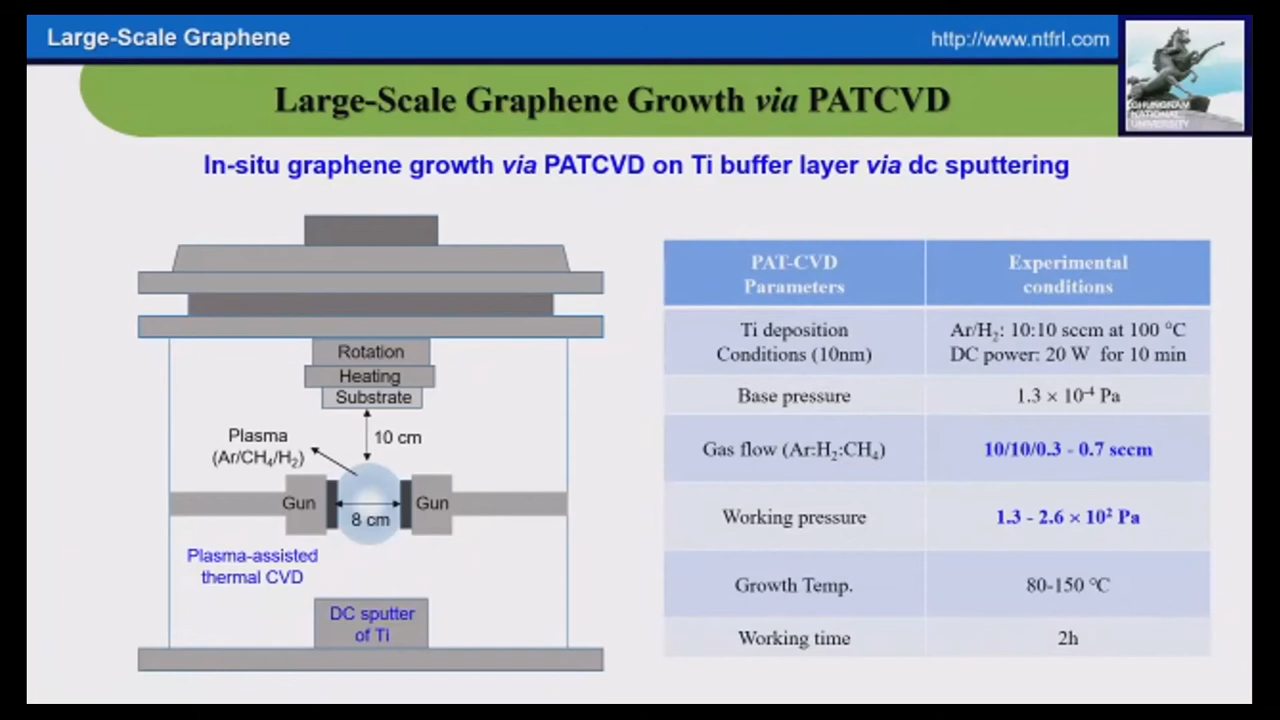 Large-Scale Graphene
http://www.ntfrl.com
CHUNGNAM
NATIONAL
UNIVERSITY
Large-Scale Graphene Growth via PATCVD
In-situ graphene growth via PATCVD on Ti buffer layer via dc sputtering
Rotation
Heating
Substrate
10 cm
Plasma
(Ar/CH₄/H₂)
Gun
8 cm
Gun
Plasma-assisted
thermal CVD
DC sputter
of Ti
PAT-CVD
Parameters
Experimental
conditions
Ti deposition
Conditions (10nm)
Ar/H₂: 10:10 sccm at 100 °C
DC power: 20 W for 10 min
Base pressure
1.3 × 10⁻⁴ Pa
Gas flow (Ar:H₂:CH₄)
10/10/0.3 - 0.7 sccm
Working pressure
1.3 - 2.6 × 10² Pa
Growth Temp.
80-150 °C
Working time
2h